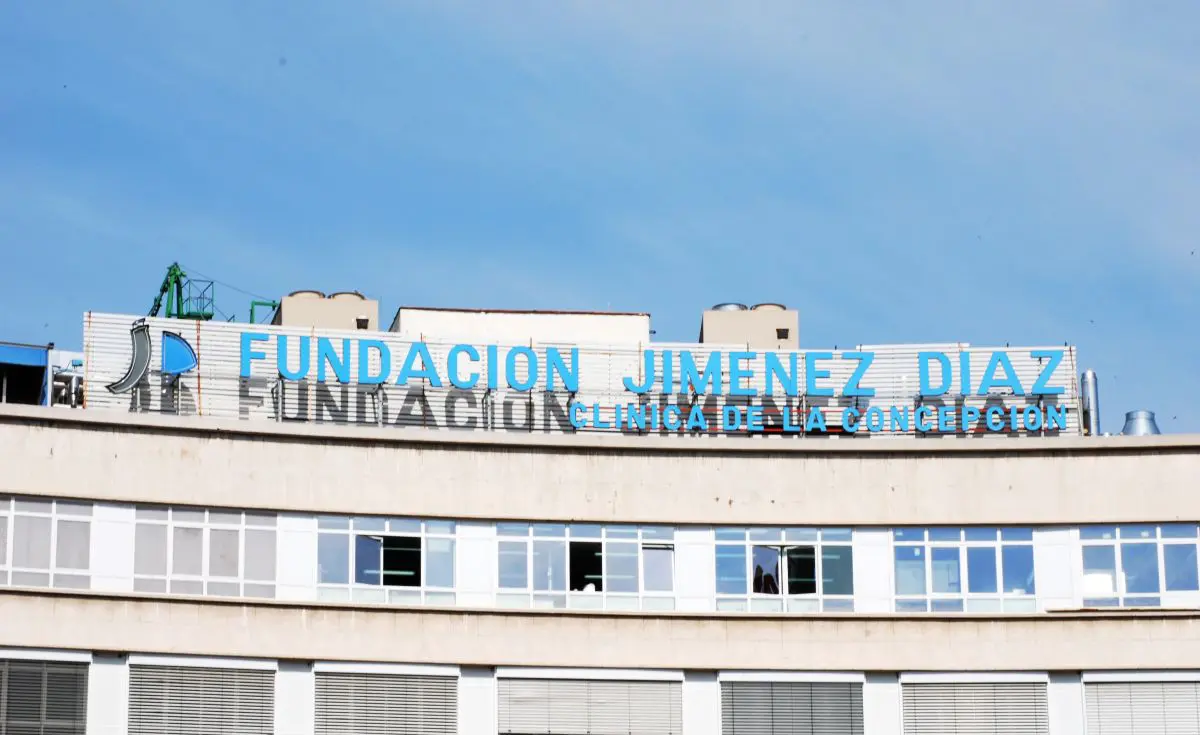 FUNDACION JIMENEZ DIAZ
CLINICA DE LA CONCEPCION